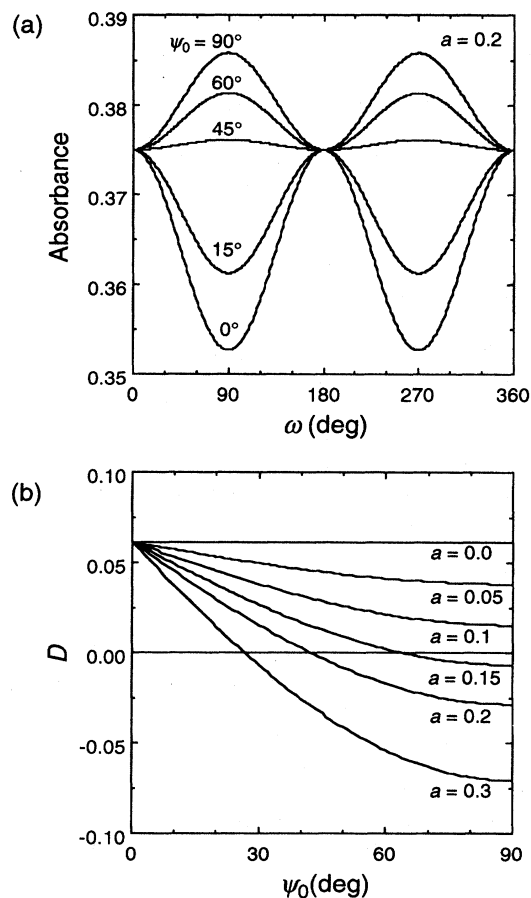 (a)
0.39
0.38
0.37
0.36
0.35
Absorbance
ψ₀ = 90°
60°
45°
15°
0°
a = 0.2
0 90 180 270 360
ω (deg)
(b)
0.10
0.05
0.00
-0.05
-0.10
D
a = 0.0
a = 0.05
a = 0.1
a = 0.15
a = 0.2
a = 0.3
0 30 60 90
ψ₀(deg)